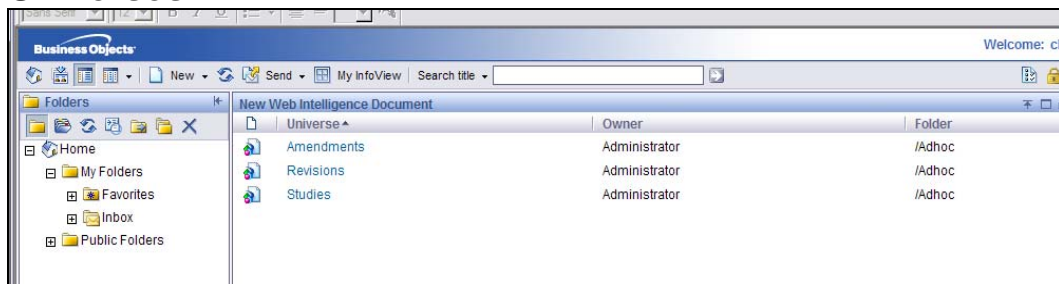 Sans Serif 12 B I U
Business Objects Welcome:
New Send My InfoView Search title
Folders New Web Intelligence Document
Universe Owner Folder
Home Amendments Administrator /Adhoc
My Folders Revisions Administrator /Adhoc
Favorites Studies Administrator /Adhoc
Inbox
Public Folders